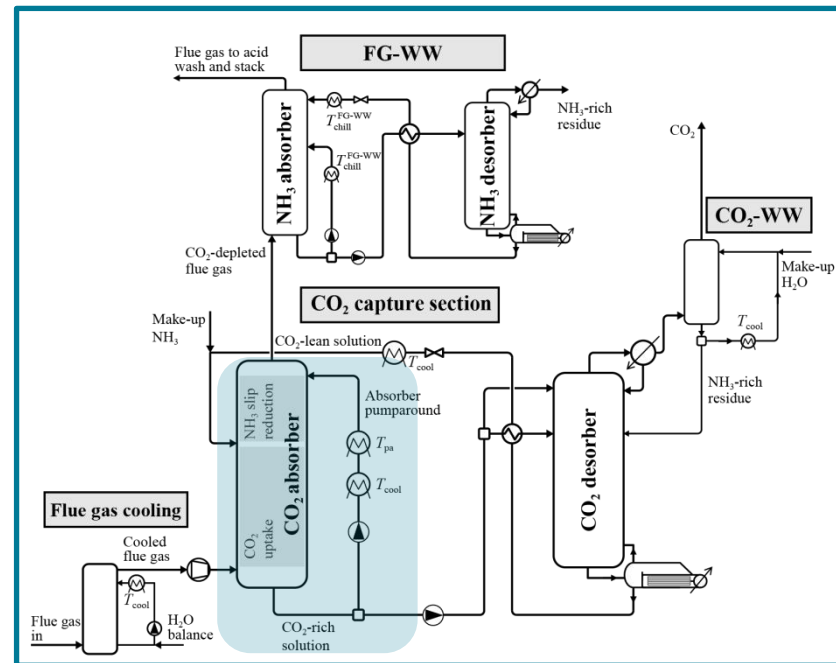 FG-WW
Flue gas to acid
wash and stack
T_chill^FG-WW
T_chill^FG-WW
NH₃ absorber
NH₃ desorber
NH₃-rich
residue
CO₂
CO₂-WW
CO₂-depleted
flue gas
CO₂ capture section
Make-up
H₂O
T_cool
Make-up
NH₃
CO₂-lean solution
T_cool
Absorber
pumparound
NH₃ slip
reduction
CO₂ absorber
CO₂
uptake
T_pa
T_cool
NH₃-rich
residue
CO₂ desorber
Flue gas cooling
Cooled
flue gas
T_cool
Flue gas
in
H₂O
balance
CO₂-rich
solution